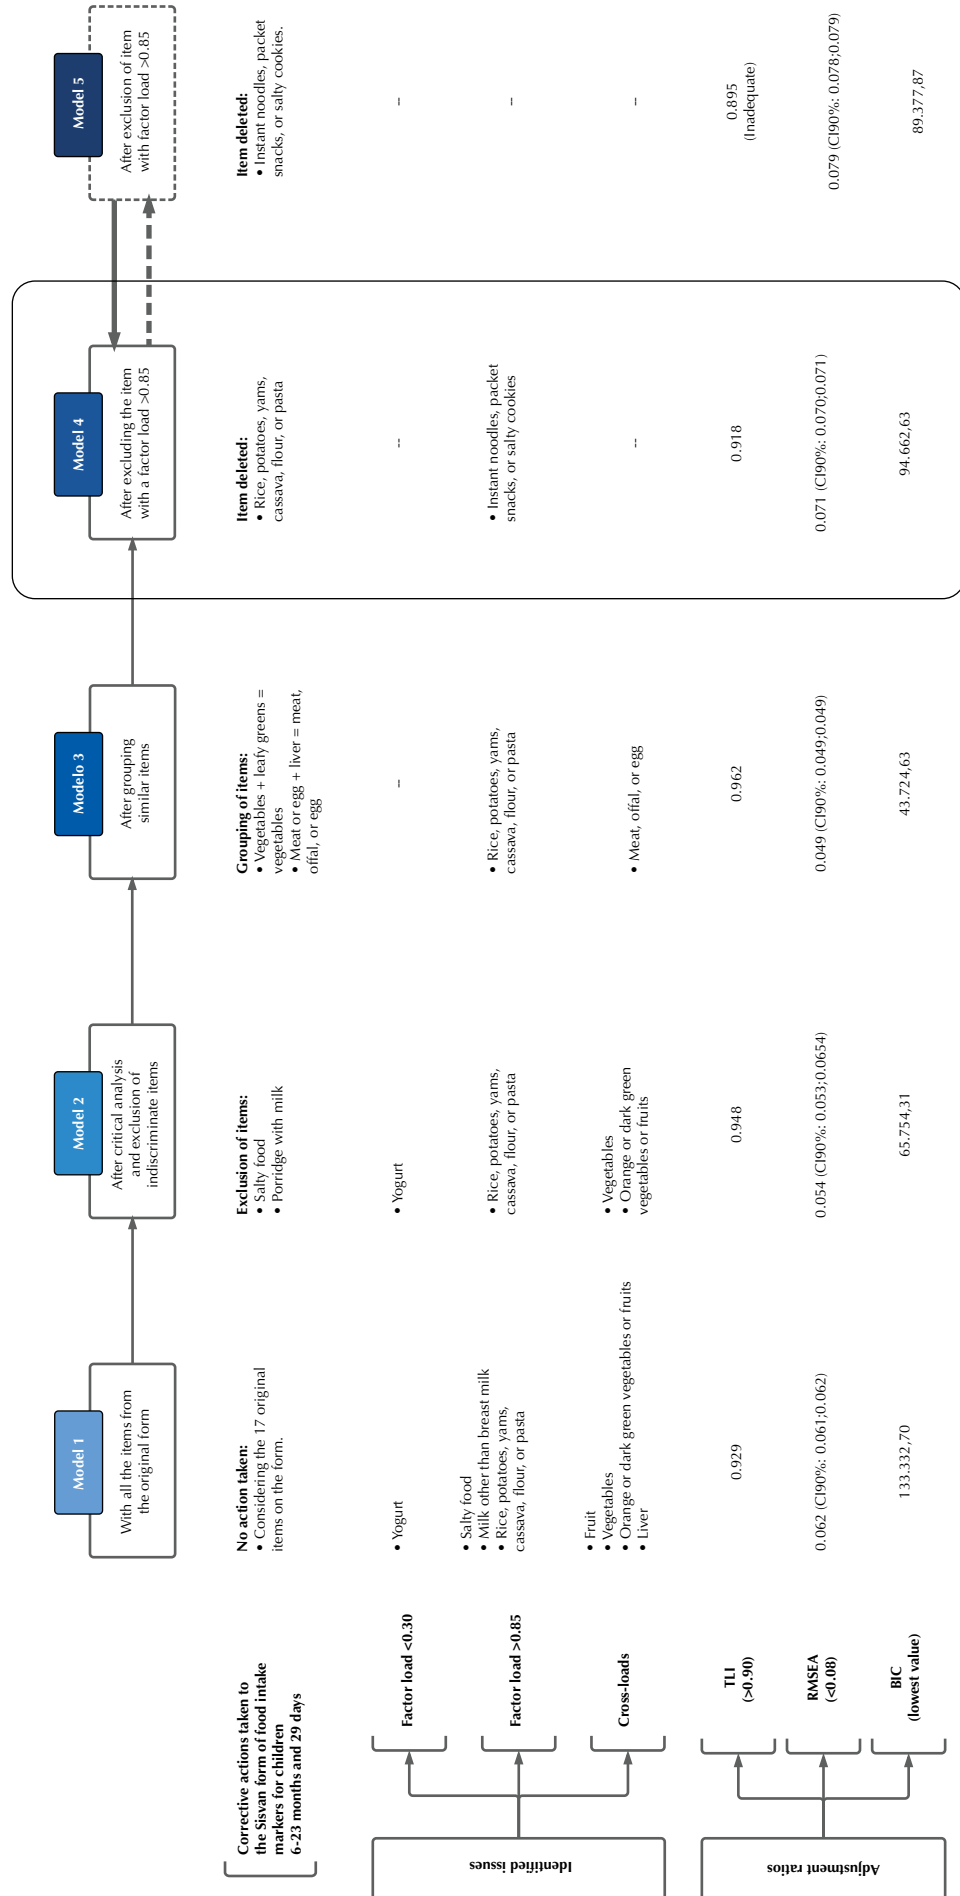 Model 1
With all the items from
the original form
Model 2
After critical analysis
and exclusion of
indiscriminate items
Modelo 3
After grouping
similar items
Model 4
After excluding the item
with a factor load >0.85
Model 5
After exclusion of item
with factor load >0.85
Corrective actions taken to
the Sisvan form of food intake
markers for children
6-23 months and 29 days
No action taken:
• Considering the 17 original
items on the form.
Exclusion of items:
• Salty food
• Porridge with milk
Grouping of items:
• Vegetables + leafy greens =
vegetables
• Meat or egg + liver = meat,
offal, or egg
Item deleted:
• Rice, potatoes, yams,
cassava, flour, or pasta
Item deleted:
• Instant noodles, packet
snacks, or salty cookies.
Identified issues
Factor load <0.30
• Yogurt
• Yogurt
--
--
--
Factor load >0.85
• Salty food
• Milk other than breast milk
• Rice, potatoes, yams,
cassava, flour, or pasta
• Rice, potatoes, yams,
cassava, flour, or pasta
• Rice, potatoes, yams,
cassava, flour, or pasta
• Instant noodles, packet
snacks, or salty cookies
--
Cross-loads
• Fruit
• Vegetables
• Orange or dark green vegetables or fruits
• Liver
• Vegetables
• Orange or dark green
vegetables or fruits
• Meat, offal, or egg
--
--
Adjustment ratios
TLI
(>0.90)
0.929
0.948
0.962
0.918
0.895
(Inadequate)
RMSEA
(<0.08)
0.062 (CI90%: 0.061;0.062)
0.054 (CI90%: 0.053;0.0654)
0.049 (CI90%: 0.049;0.049)
0.071 (CI90%: 0.070;0.071)
0.079 (CI90%: 0.078;0.079)
BIC
(lowest value)
133.332,70
65.754,31
43.724,63
94.662,63
89.377,87